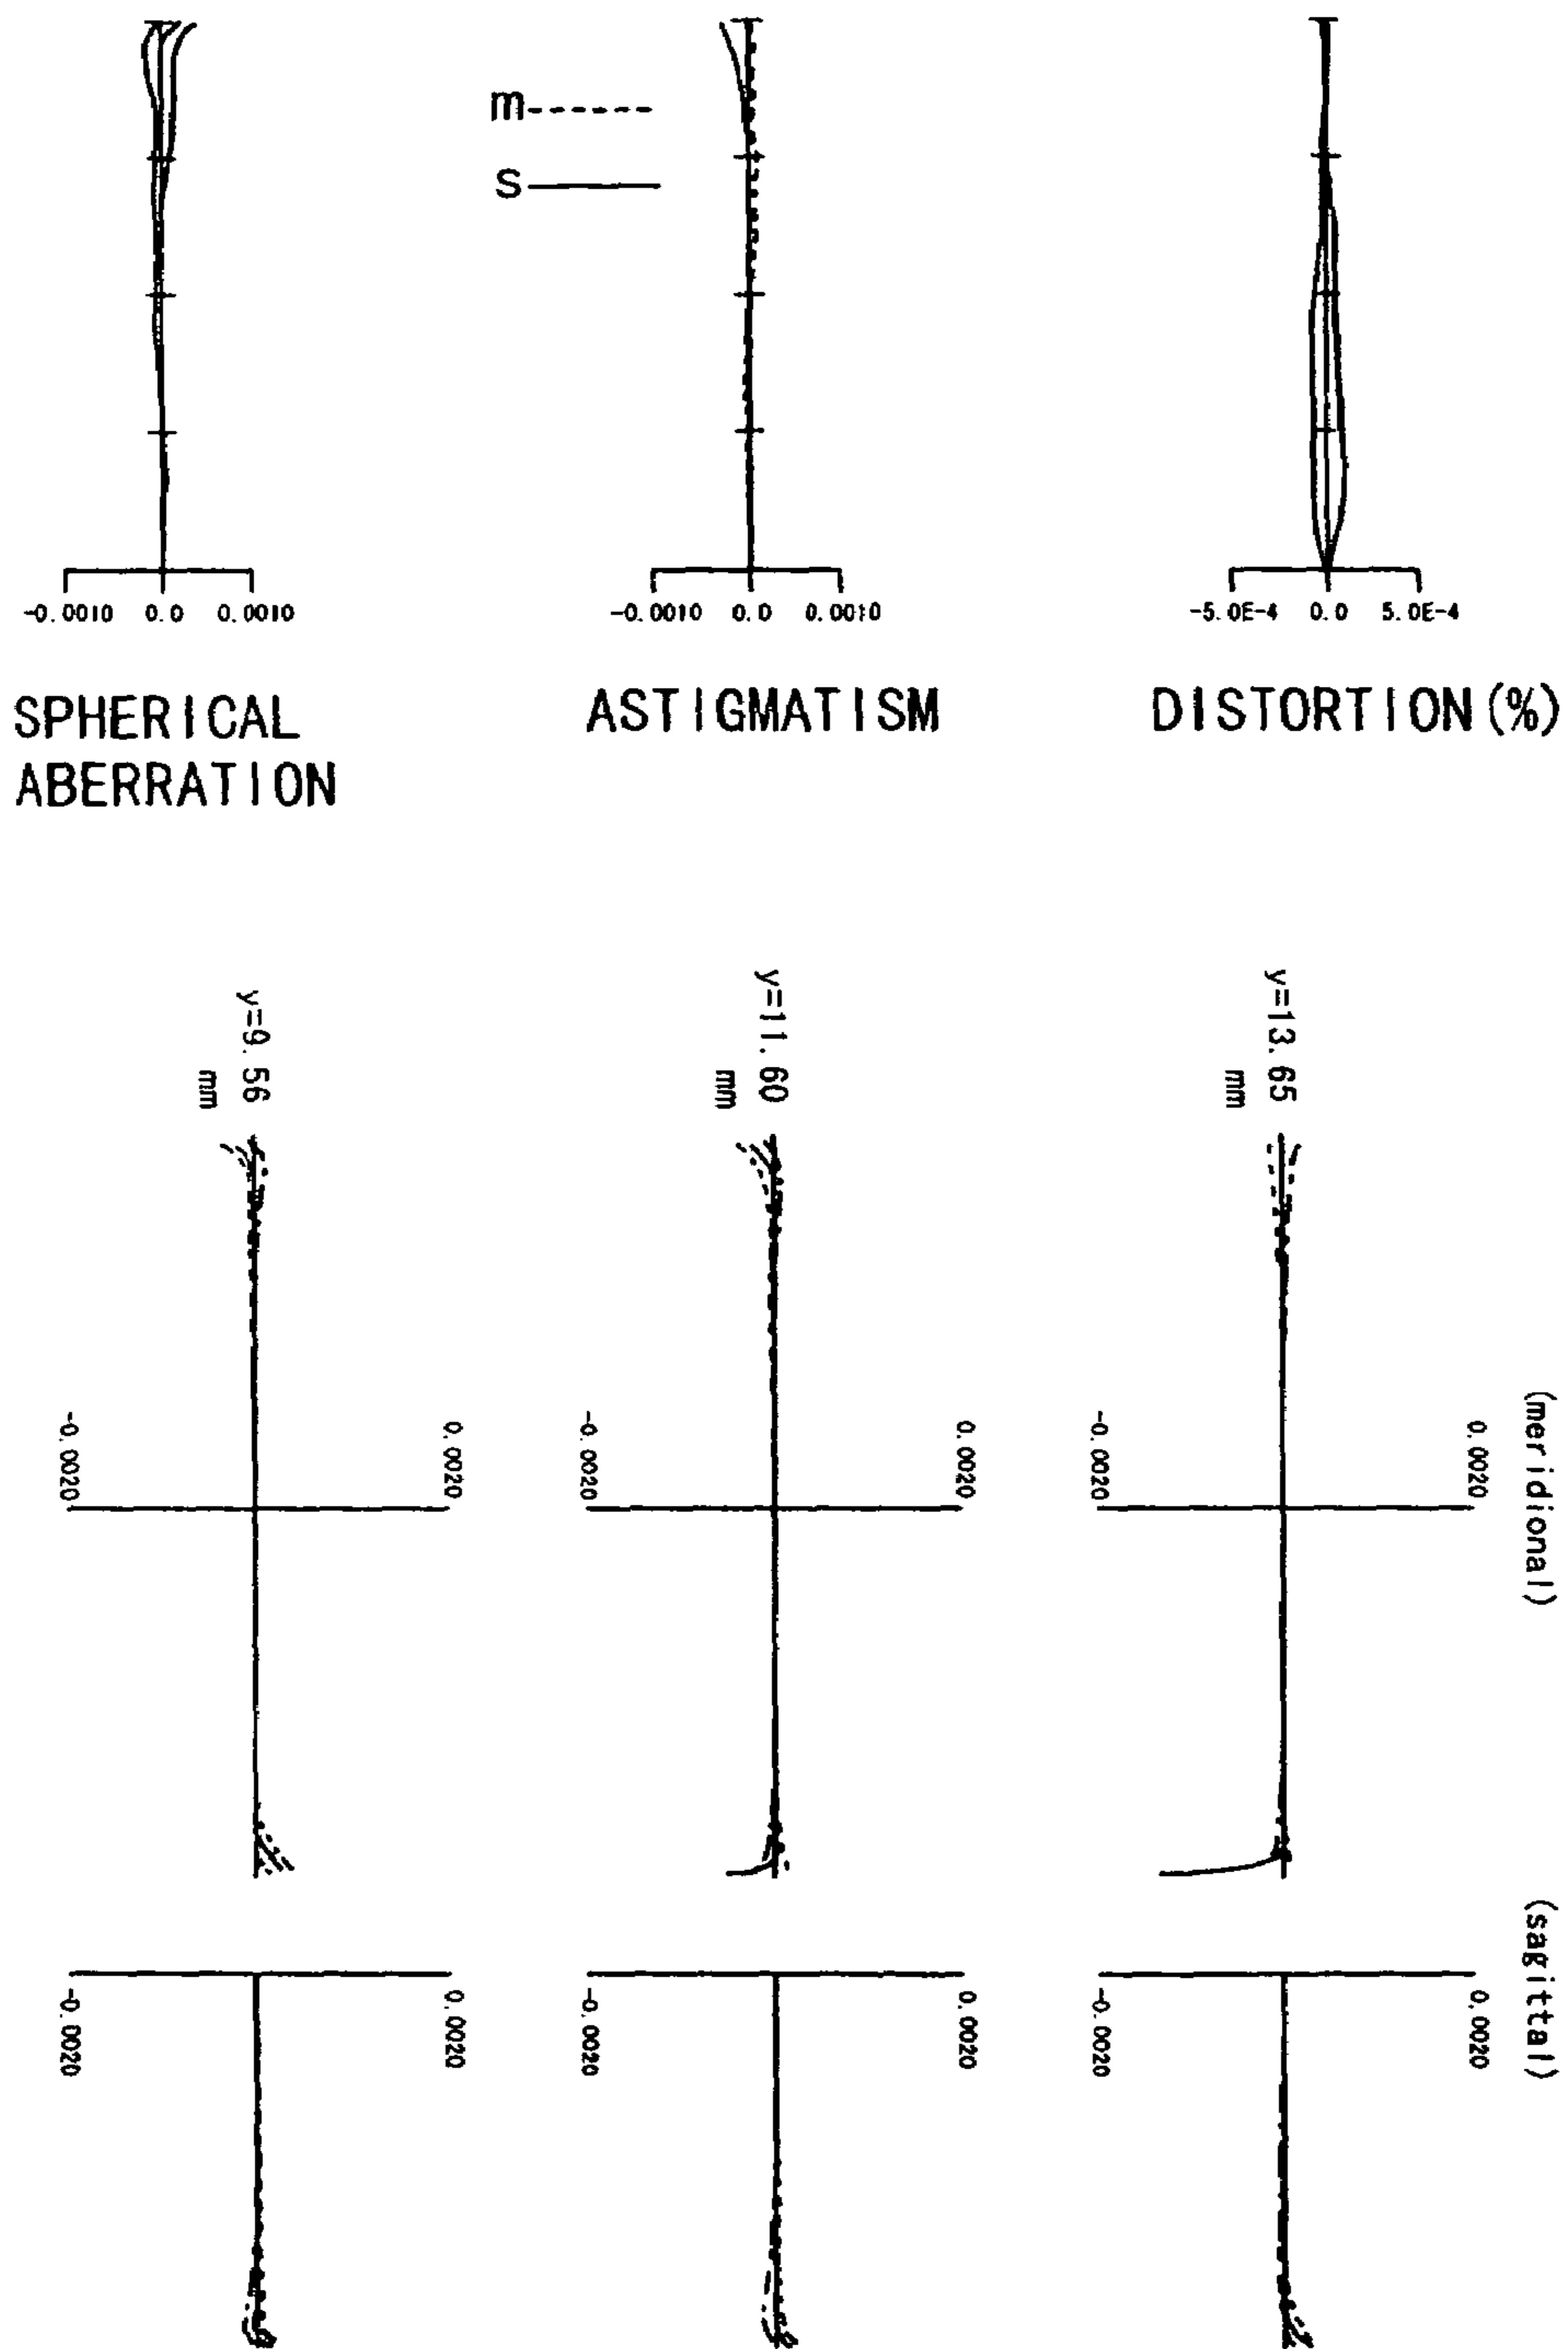 m
s
-0.0010 0.0 0.0010
-0.0010 0.0 0.0010
-5.0E-4 0.0 5.0E-4
SPHERICAL
ABERRATION
ASTIGMATISM
DISTORTION(%)
y=9.56
mm
y=11.60
mm
y=13.65
mm
(meridional)
-0.0020
0.0020
-0.0020
0.0020
-0.0020
0.0020
(sagittal)
-0.0020
0.0020
-0.0020
0.0020
-0.0020
0.0020